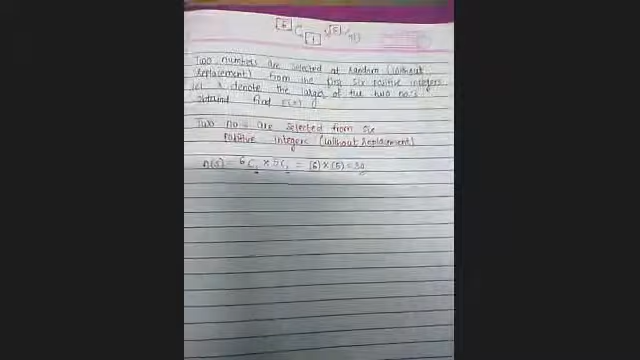 6 C 1
Two numbers are selected at Random (Without
Replacement) from the first six positive integers
let x denote the larger of the two no.'s
obtained find E(x)
Two no.s are selected from six
positive integers (Without Replacement)
n(s) = 6C1 × 5C1 = (6) × (5) = 30